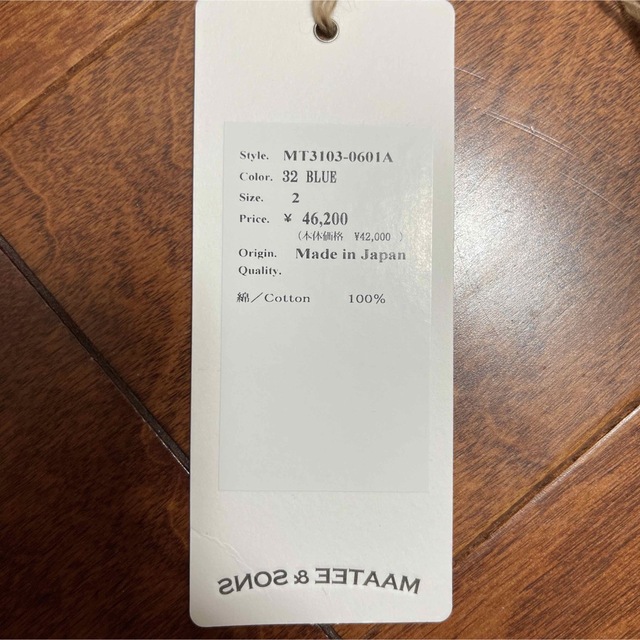 Style. MT3103-0601A
Color. 32 BLUE
Size. 2
Price. ¥ 46,200
(本体価格 ¥42,000 )
Origin. Made in Japan
Quality.
綿/Cotton 100%
MAATEE & SONS